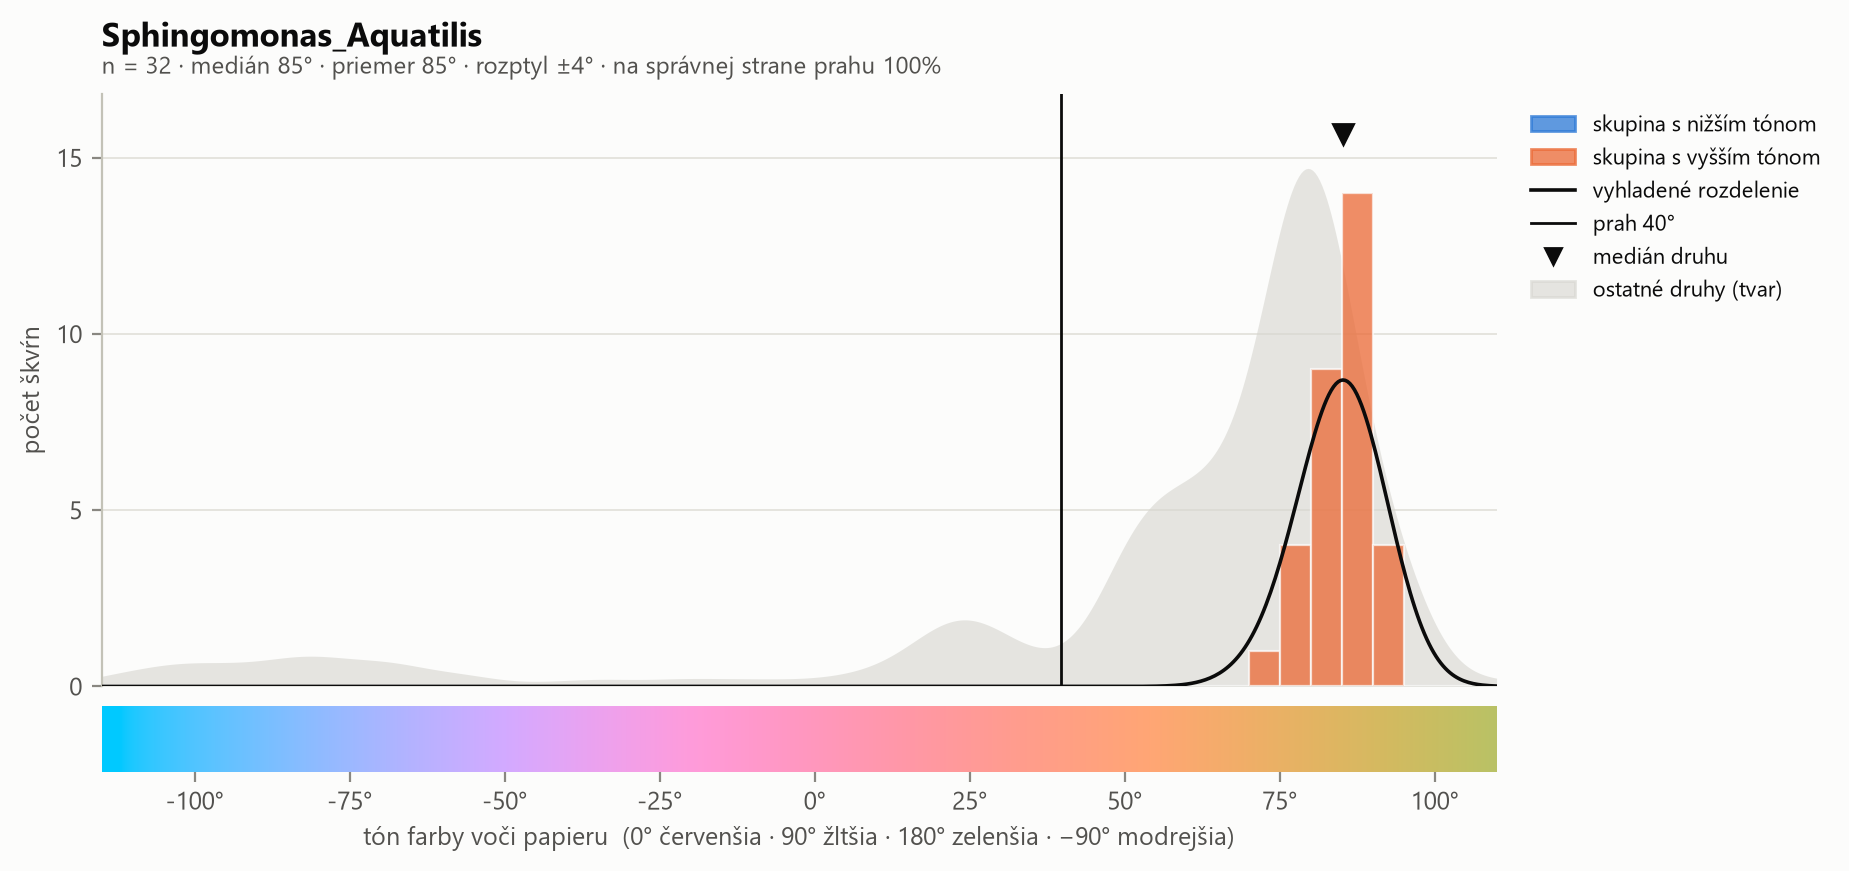 Sphingomonas_Aquatilis
n = 32 · medián 85° · priemer 85° · rozptyl ±4° · na správnej strane prahu 100%
skupina s nižším tónom
skupina s vyšším tónom
vyhladené rozdelenie
prah 40°
medián druhu
ostatné druhy (tvar)
počet škvŕn
15
10
5
0
-100° -75° -50° -25° 0° 25° 50° 75° 100°
tón farby voči papieru (0° červenšia · 90° žltšia · 180° zelenšia · −90° modrejšia)